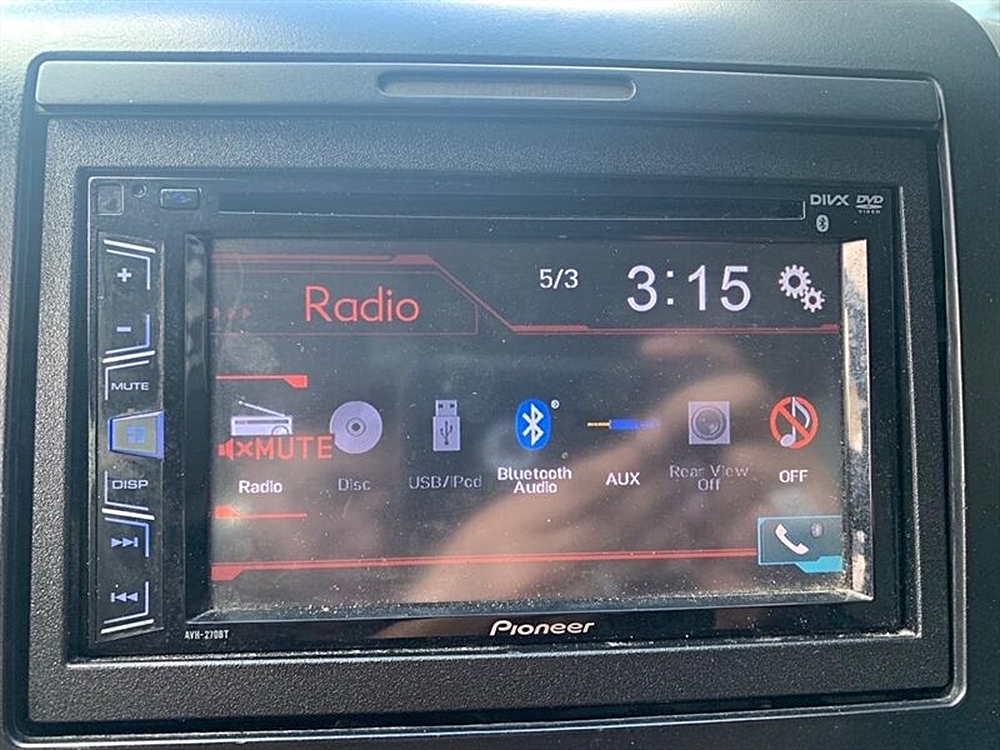 DIVX DVD
VIDEO
5/3 3:15
Radio
MUTE
MUTE
DISP
Radio
Disc
USB/iPod
Bluetooth
Audio
AUX
Rear View
Off
OFF
AVH-270BT
Pioneer